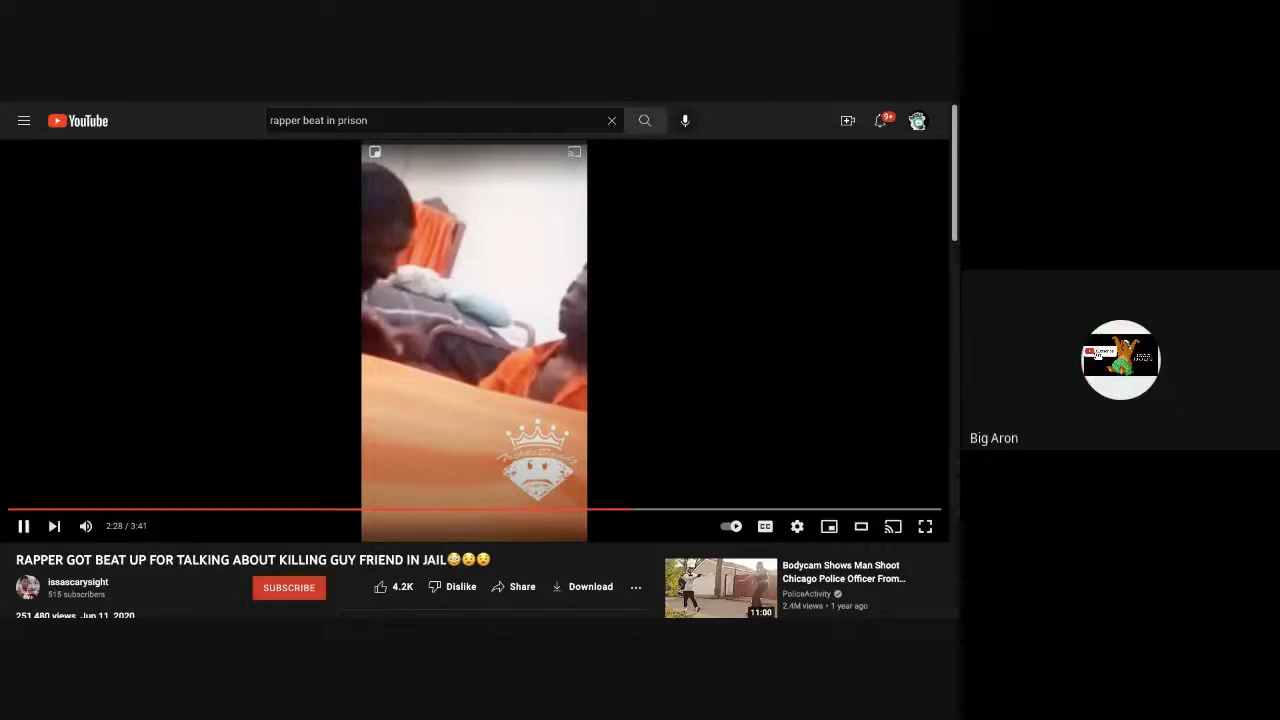 YouTube
rapper beat in prison
9+
2:28 / 3:41
CC
RAPPER GOT BEAT UP FOR TALKING ABOUT KILLING GUY FRIEND IN JAIL😳😥😥
issascarysight
515 subscribers
SUBSCRIBE
4.2K
Dislike
Share
Download
251,480 views Jun 11, 2020
11:00
Bodycam Shows Man Shoot
Chicago Police Officer From...
PoliceActivity
2.4M views • 1 year ago
Big Aron